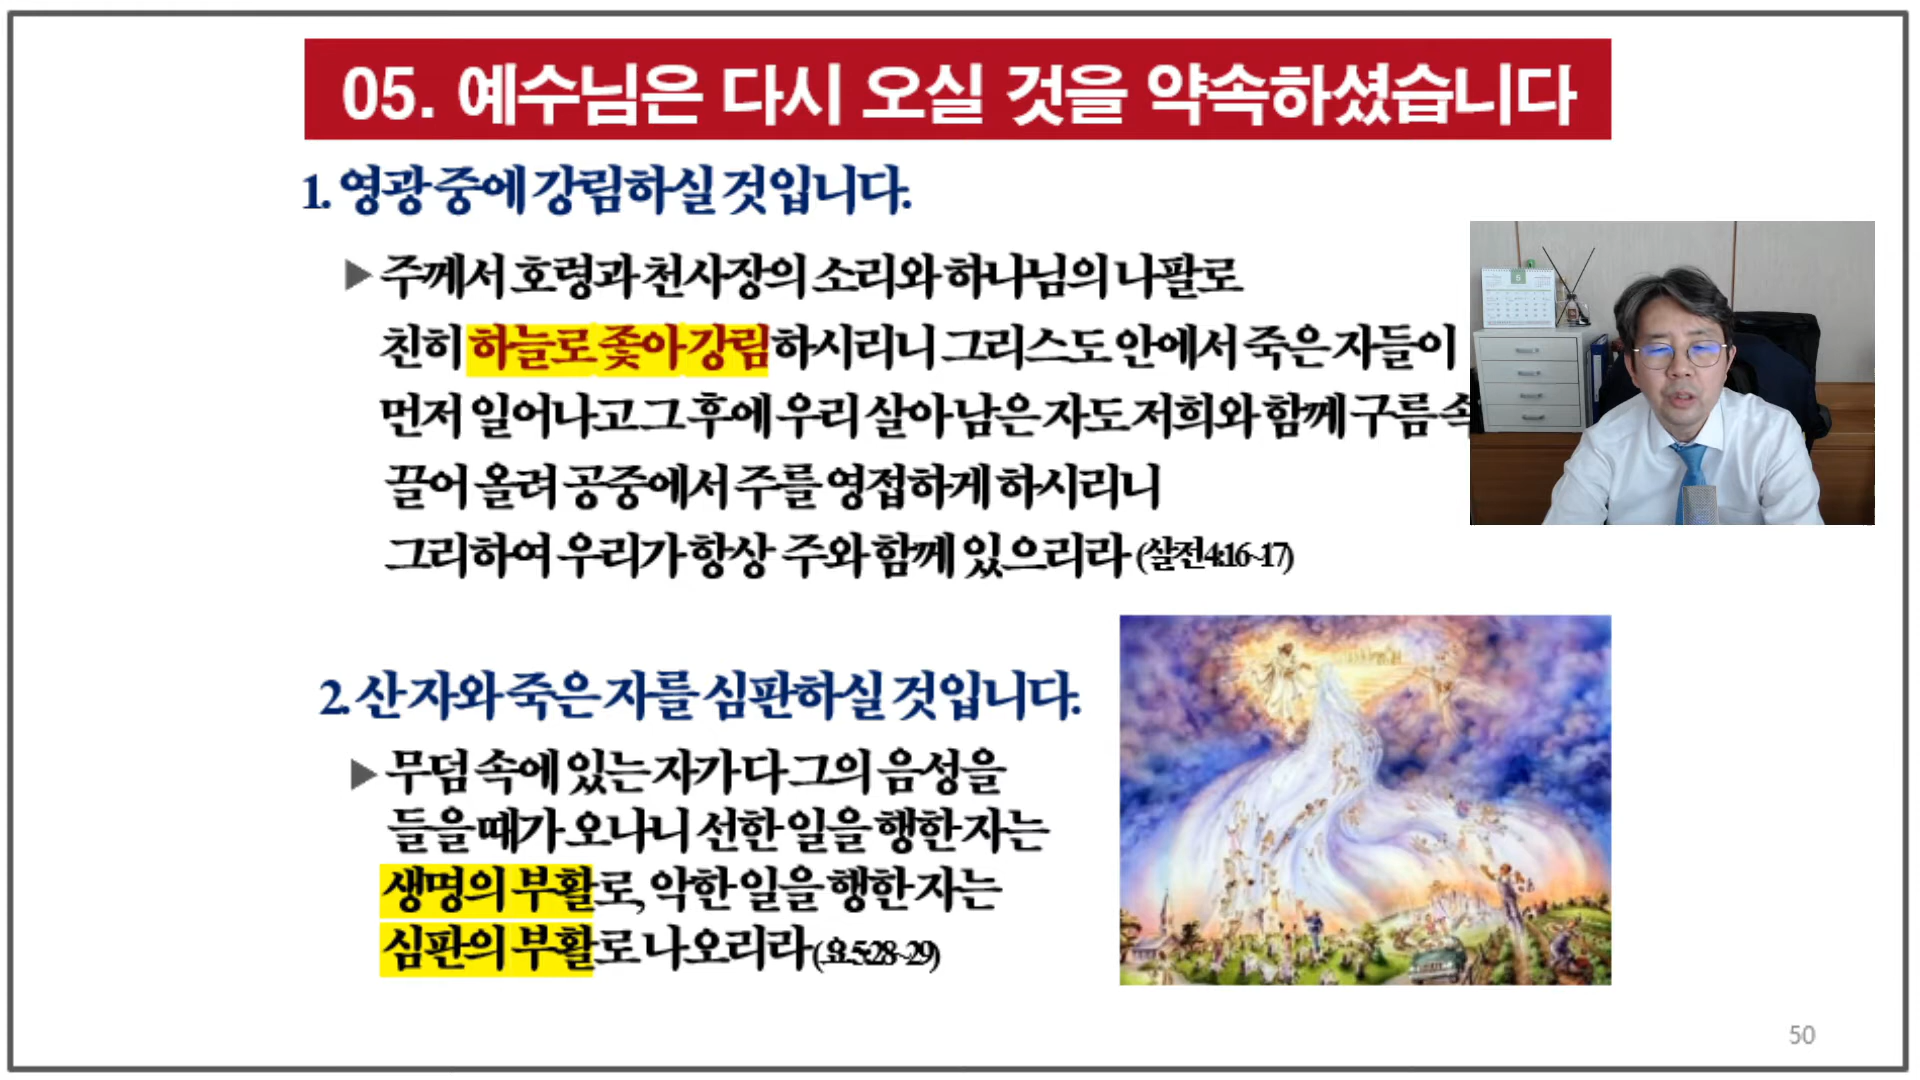 05. 예수님은 다시 오실 것을 약속하셨습니다
1. 영광 중에 강림하실 것입니다.
▶ 주께서 호령과 천사장의 소리와 하나님의 나팔로
친히 하늘로 좇아 강림하시리니 그리스도 안에서 죽은 자들이
먼저 일어나고 그 후에 우리 살아 남은 자도 저희와 함께 구름 속
끌어 올려 공중에서 주를 영접하게 하시리니
그리하여 우리가 항상 주와 함께 있으리라 (살전4:16~17)
2. 산 자와 죽은 자를 심판하실 것입니다.
▶ 무덤 속에 있는 자가 다 그의 음성을
들을 때가 오나니 선한 일을 행한 자는
생명의 부활로, 악한 일을 행한 자는
심판의 부활로 나오리라 (요5:28~29)
50